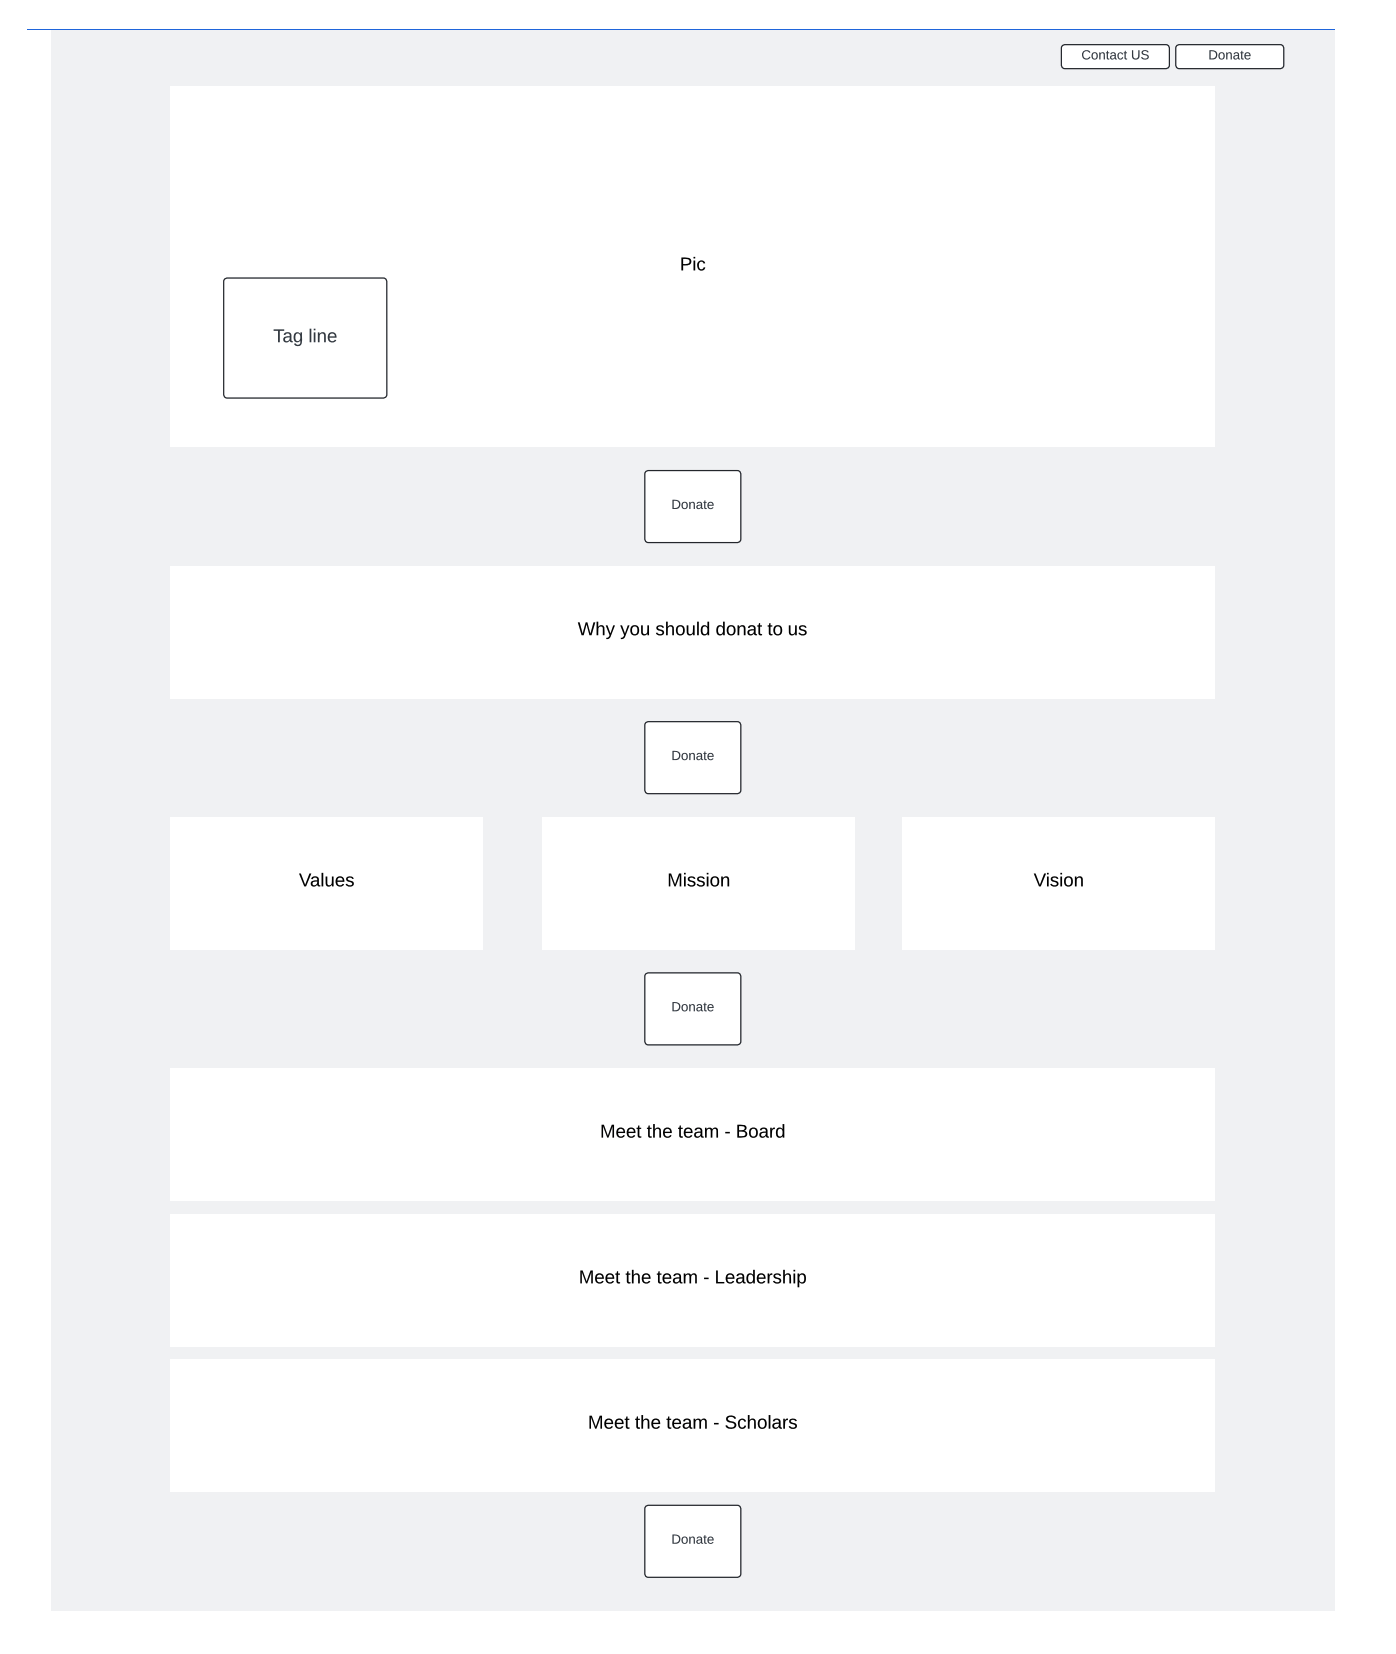 Contact US
Donate
Pic
Tag line
Donate
Why you should donat to us
Donate
Values
Mission
Vision
Donate
Meet the team - Board
Meet the team - Leadership
Meet the team - Scholars
Donate